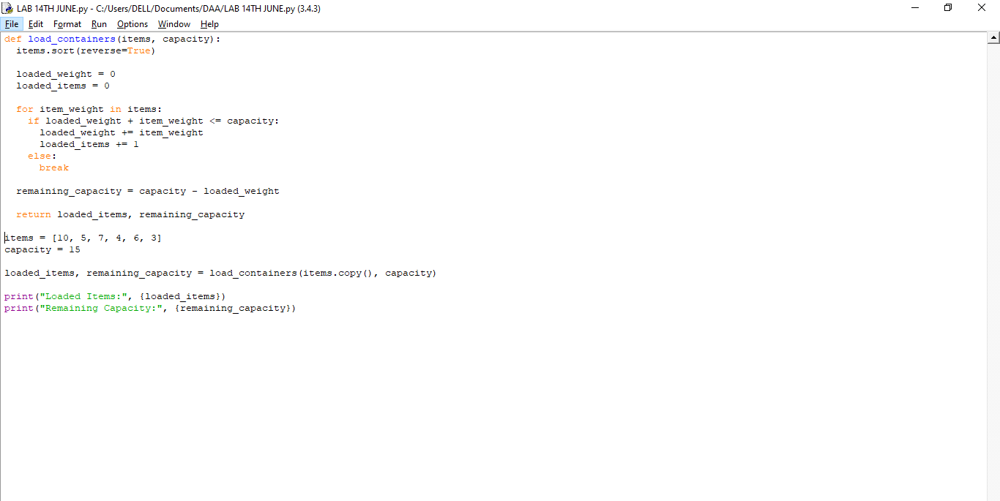 LAB 14TH JUNE.py - C:/Users/DELL/Documents/DAA/LAB 14TH JUNE.py (3.4.3)
File Edit Format Run Options Window Help
def load_containers(items, capacity):
  items.sort(reverse=True)

  loaded_weight = 0
  loaded_items = 0

  for item_weight in items:
    if loaded_weight + item_weight <= capacity:
      loaded_weight += item_weight
      loaded_items += 1
    else:
      break

  remaining_capacity = capacity - loaded_weight

  return loaded_items, remaining_capacity

items = [10, 5, 7, 4, 6, 3]
capacity = 15

loaded_items, remaining_capacity = load_containers(items.copy(), capacity)

print("Loaded Items:", {loaded_items})
print("Remaining Capacity:", {remaining_capacity})